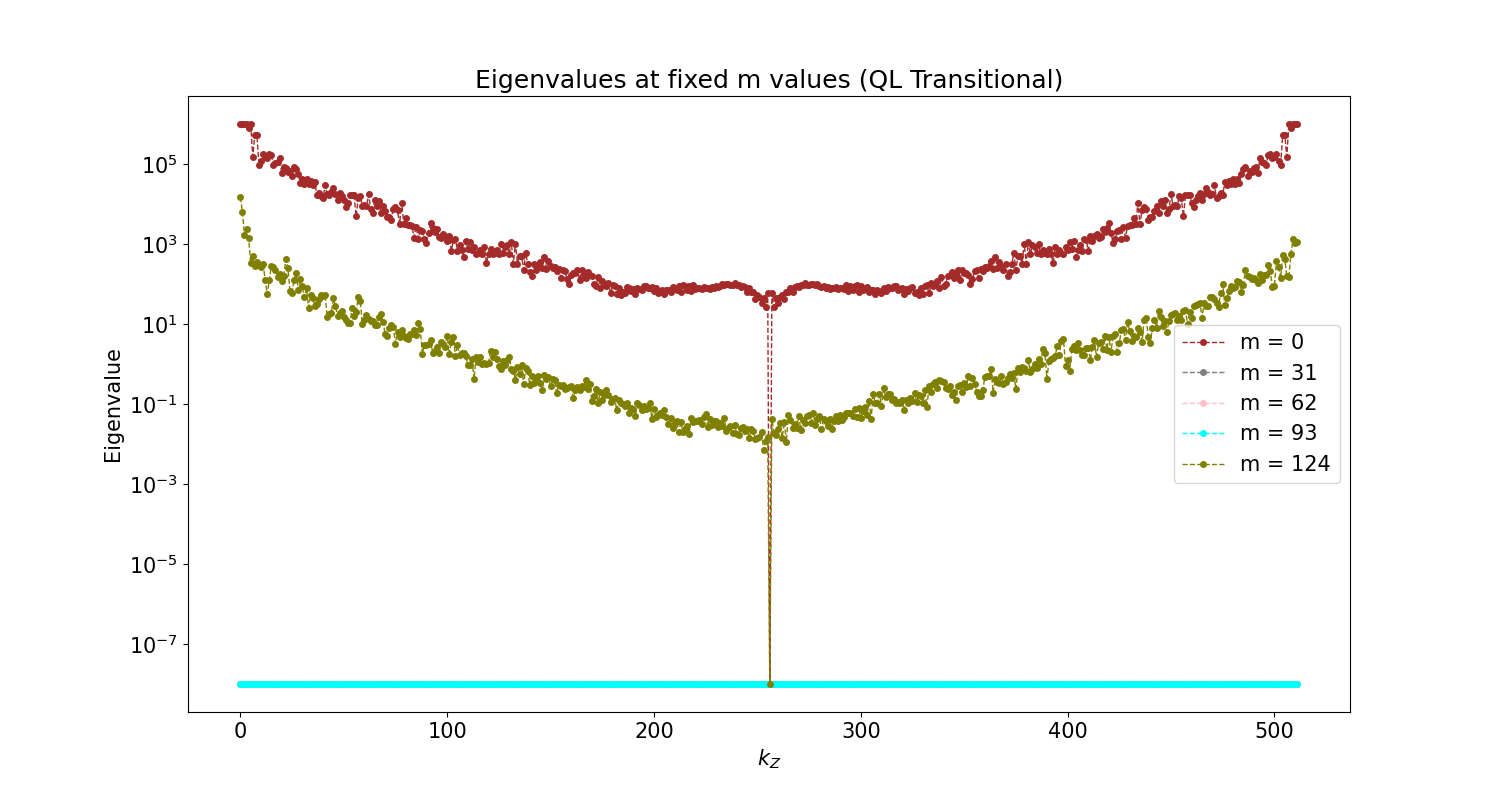 Eigenvalues at fixed m values (QL Transitional)
Eigenvalue
10^5
10^3
10^1
10^−1
10^−3
10^−5
10^−7
m = 0
m = 31
m = 62
m = 93
m = 124
0 100 200 300 400 500
k_Z